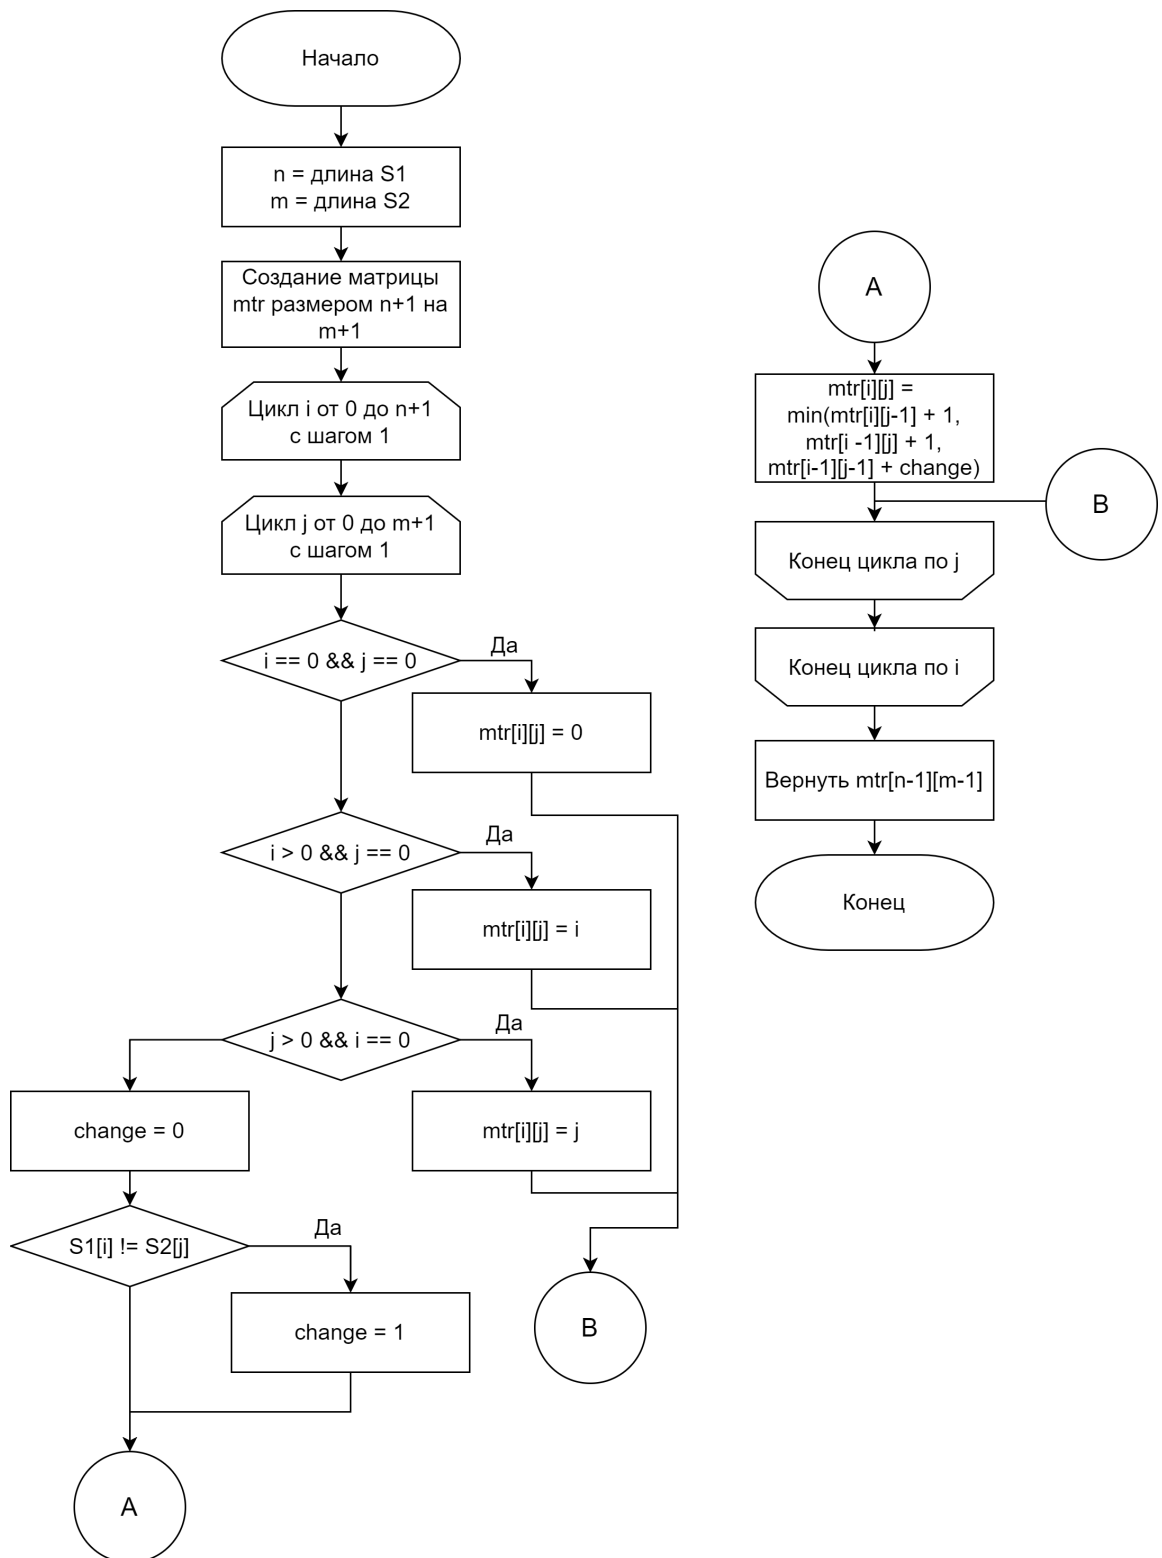 Начало
n = длина S1
m = длина S2
Создание матрицы
mtr размером n+1 на
m+1
Цикл i от 0 до n+1
с шагом 1
Цикл j от 0 до m+1
с шагом 1
i == 0 && j == 0
Да
mtr[i][j] = 0
i > 0 && j == 0
Да
mtr[i][j] = i
j > 0 && i == 0
Да
mtr[i][j] = j
change = 0
S1[i] != S2[j]
Да
change = 1
B
A
A
mtr[i][j] =
min(mtr[i][j-1] + 1,
mtr[i -1][j] + 1,
mtr[i-1][j-1] + change)
B
Конец цикла по j
Конец цикла по i
Вернуть mtr[n-1][m-1]
Конец